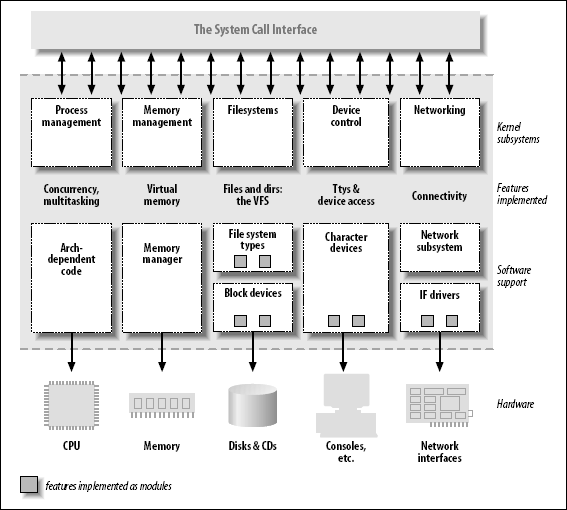 The System Call Interface
Process
management
Memory
management
Filesystems
Device
control
Networking
Kernel
subsystems
Concurrency,
multitasking
Virtual
memory
Files and dirs:
the VFS
Ttys &
device access
Connectivity
Features
implemented
Arch-
dependent
code
Memory
manager
File system
types
Block devices
Character
devices
Network
subsystem
IF drivers
Software
support
CPU
Memory
Disks & CDs
Consoles,
etc.
Network
interfaces
Hardware
features implemented as modules